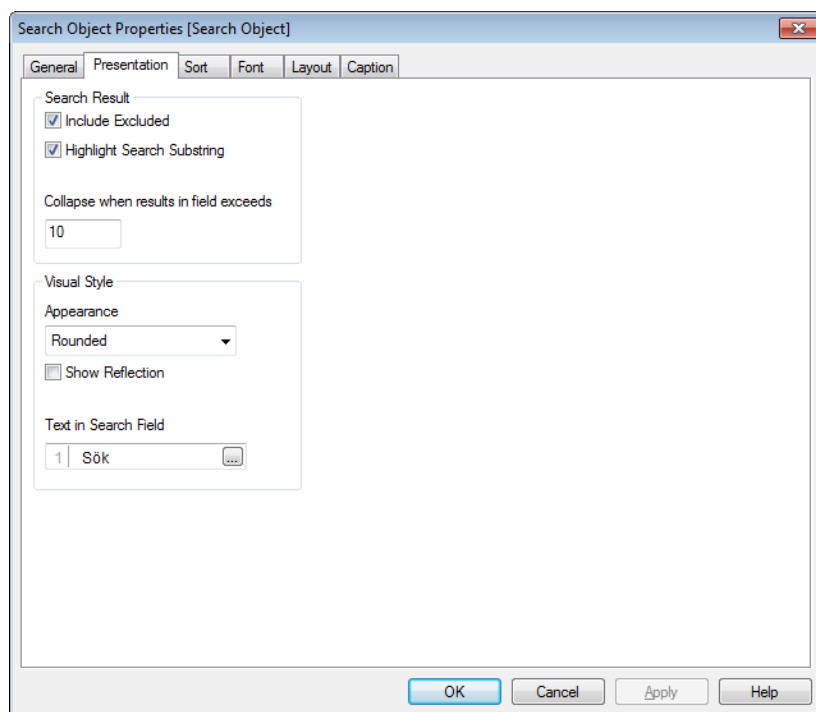 Search Object Properties [Search Object]
General Presentation Sort Font Layout Caption
Search Result
Include Excluded
Highlight Search Substring
Collapse when results in field exceeds
10
Visual Style
Appearance
Rounded
Show Reflection
Text in Search Field
1 Sök ...
OK Cancel Apply Help